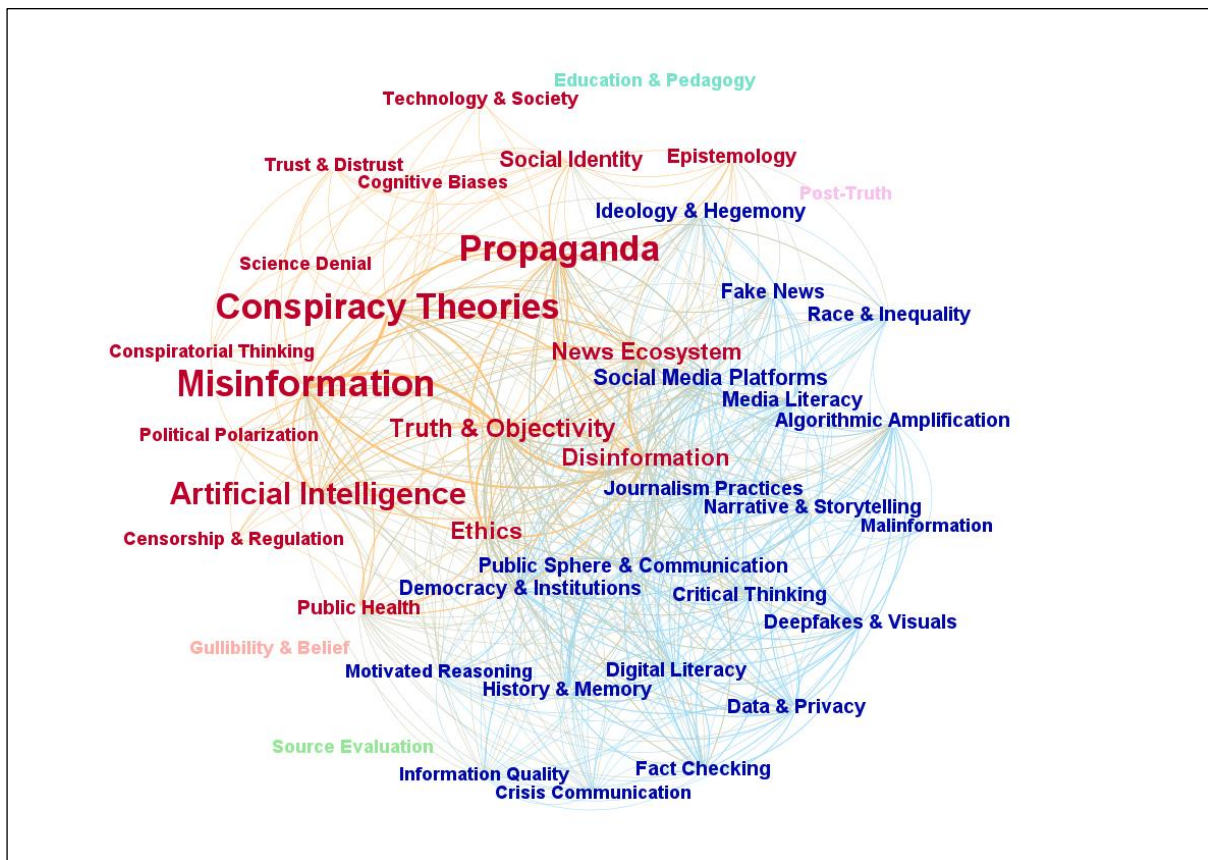 Education & Pedagogy
Technology & Society
Social Identity
Epistemology
Trust & Distrust
Cognitive Biases
Post-Truth
Ideology & Hegemony
Propaganda
Science Denial
Fake News
Conspiracy Theories
Race & Inequality
Conspiratorial Thinking
News Ecosystem
Social Media Platforms
Misinformation
Media Literacy
Algorithmic Amplification
Political Polarization
Truth & Objectivity
Disinformation
Journalism Practices
Artificial Intelligence
Narrative & Storytelling
Malinformation
Censorship & Regulation
Ethics
Public Sphere & Communication
Democracy & Institutions
Critical Thinking
Public Health
Deepfakes & Visuals
Gullibility & Belief
Motivated Reasoning
Digital Literacy
History & Memory
Data & Privacy
Source Evaluation
Information Quality
Fact Checking
Crisis Communication